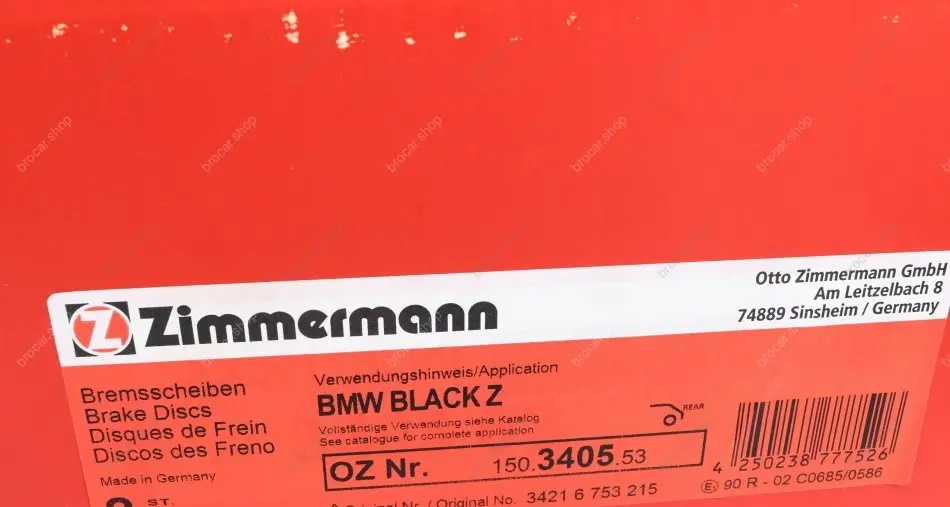 brocar.shop
Otto Zimmermann GmbH
Am Leitzelbach 8
74889 Sinsheim / Germany
Z Zimmermann
Bremsscheiben
Brake Discs
Disques de Frein
Discos des Freno
Made in Germany
ST.
Verwendungshinweis/Application
BMW BLACK Z
Vollständige Verwendung siehe Katalog
See catalogue for complete application
REAR
OZ Nr. 150.3405.53
Original Nr. / Original No. 3421 6 753 215
4 250238 777526
E1 90 R - 02 C0685/0586